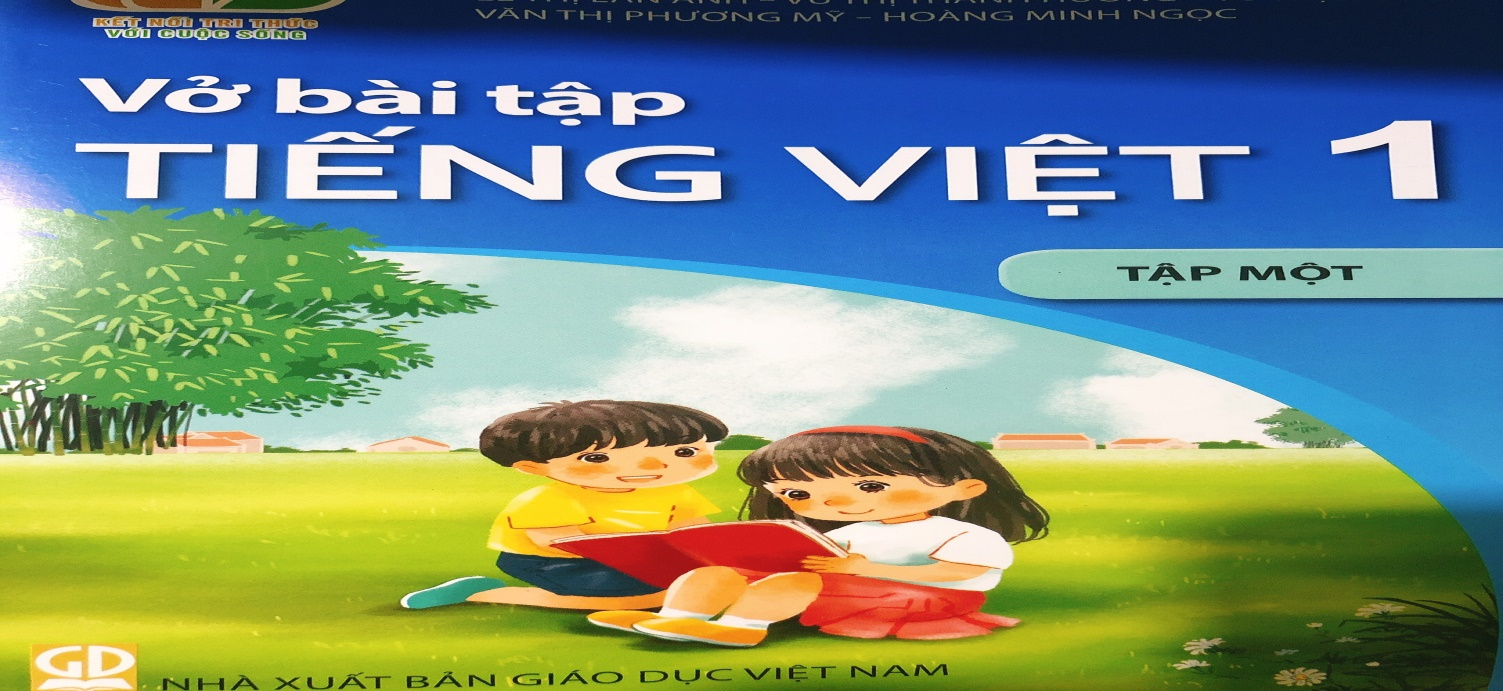 KẾT NỐI TRI THỨC
VỚI CUỘC SỐNG
VĂN THỊ PHƯƠNG MỸ – HOÀNG MINH NGỌC
Vở bài tập
TIẾNG VIỆT 1
TẬP MỘT
GD
NHÀ XUẤT BẢN GIÁO DỤC VIỆT NAM